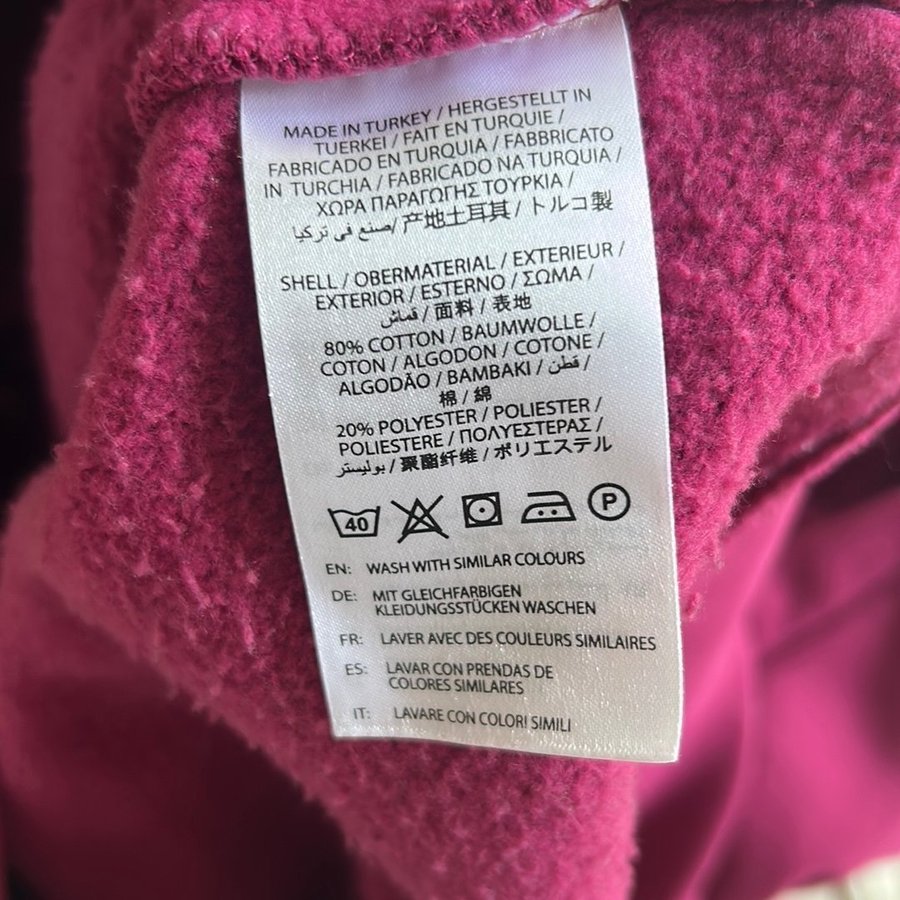 MADE IN TURKEY / HERGESTELLT IN
TUERKEI / FAIT EN TURQUIE /
FABRICADO EN TURQUIA / FABBRICATO
IN TURCHIA / FABRICADO NA TURQUIA /
ΧΩΡΑ ΠΑΡΑΓΩΓΗΣ ΤΟΥΡΚΙΑ /
صنع في تركيا / 产地土耳其 / トルコ製
SHELL / OBERMATERIAL / EXTERIEUR /
EXTERIOR / ESTERNO / ΣΩΜΑ /
قماش / 面料 / 表地
80% COTTON / BAUMWOLLE /
COTON / ALGODON / COTONE /
ALGODÃO / BAMBAKI / قطن /
棉 / 綿
20% POLYESTER / POLIESTER /
POLIESTERE / ΠΟΛΥΕΣΤΕΡΑΣ /
بوليستر / 聚酯纤维 / ポリエステル
40 P
EN: WASH WITH SIMILAR COLOURS
DE: MIT GLEICHFARBIGEN
KLEIDUNGSSTÜCKEN WASCHEN
FR: LAVER AVEC DES COULEURS SIMILAIRES
ES: LAVAR CON PRENDAS DE
COLORES SIMILARES
IT: LAVARE CON COLORI SIMILI